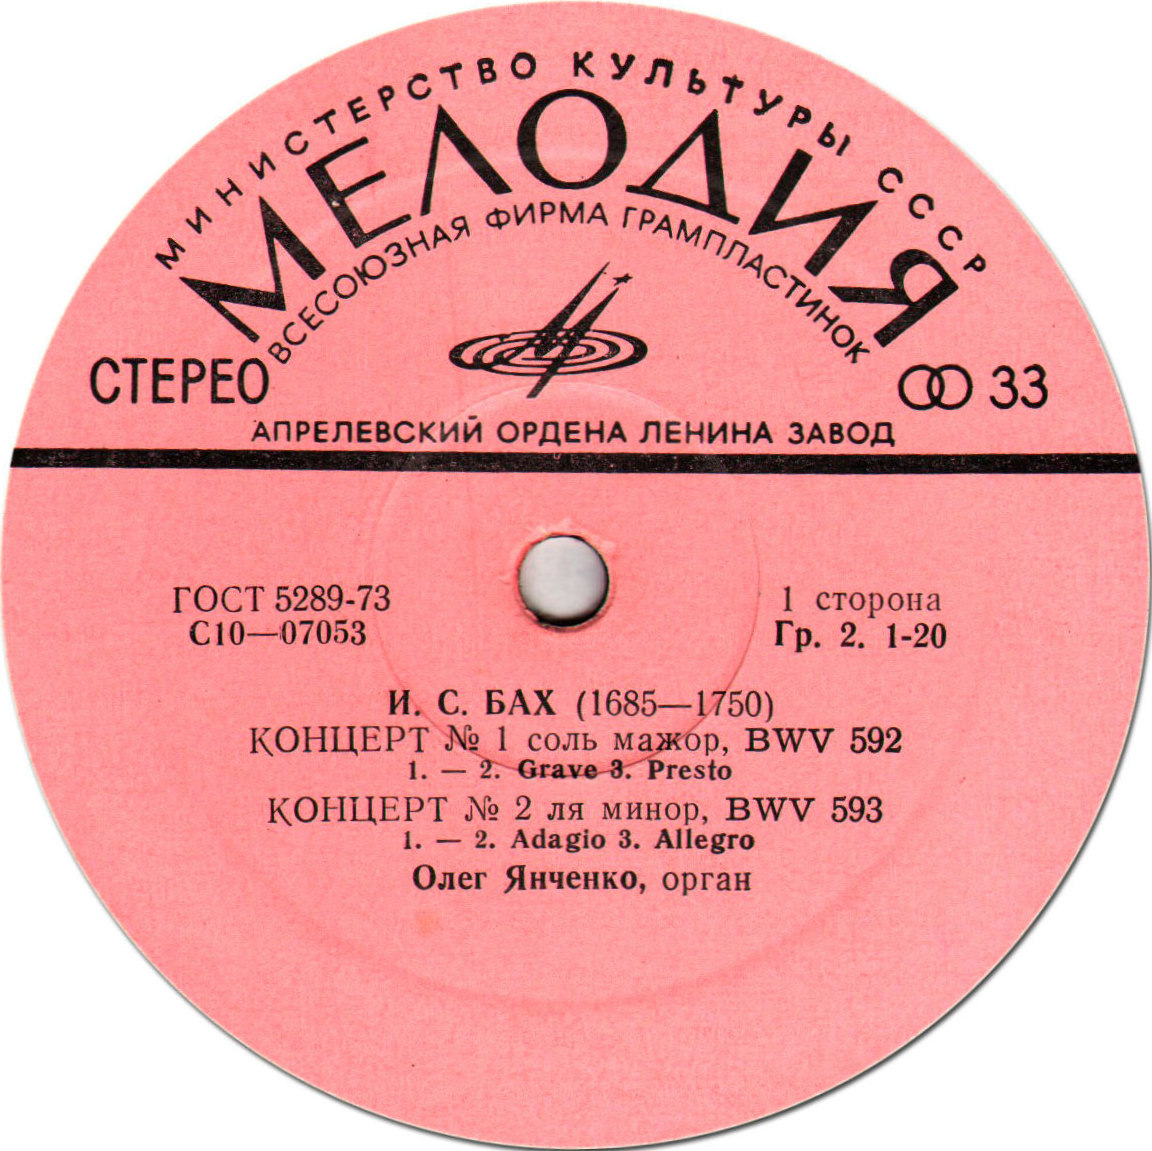 МИНИСТЕРСТВО КУЛЬТУРЫ СССР
МЕЛОДИЯ
ВСЕСОЮЗНАЯ ФИРМА ГРАМПЛАСТИНОК
СТЕРЕО
33
АПРЕЛЕВСКИЙ ОРДЕНА ЛЕНИНА ЗАВОД
ГОСТ 5289-73
1 сторона
С10—07053
Гр. 2. 1-20
И. С. БАХ (1685—1750)
КОНЦЕРТ № 1 соль мажор, BWV 592
1. — 2. Grave 3. Presto
КОНЦЕРТ № 2 ля минор, BWV 593
1. — 2. Adagio 3. Allegro
Олег Янченко, орган